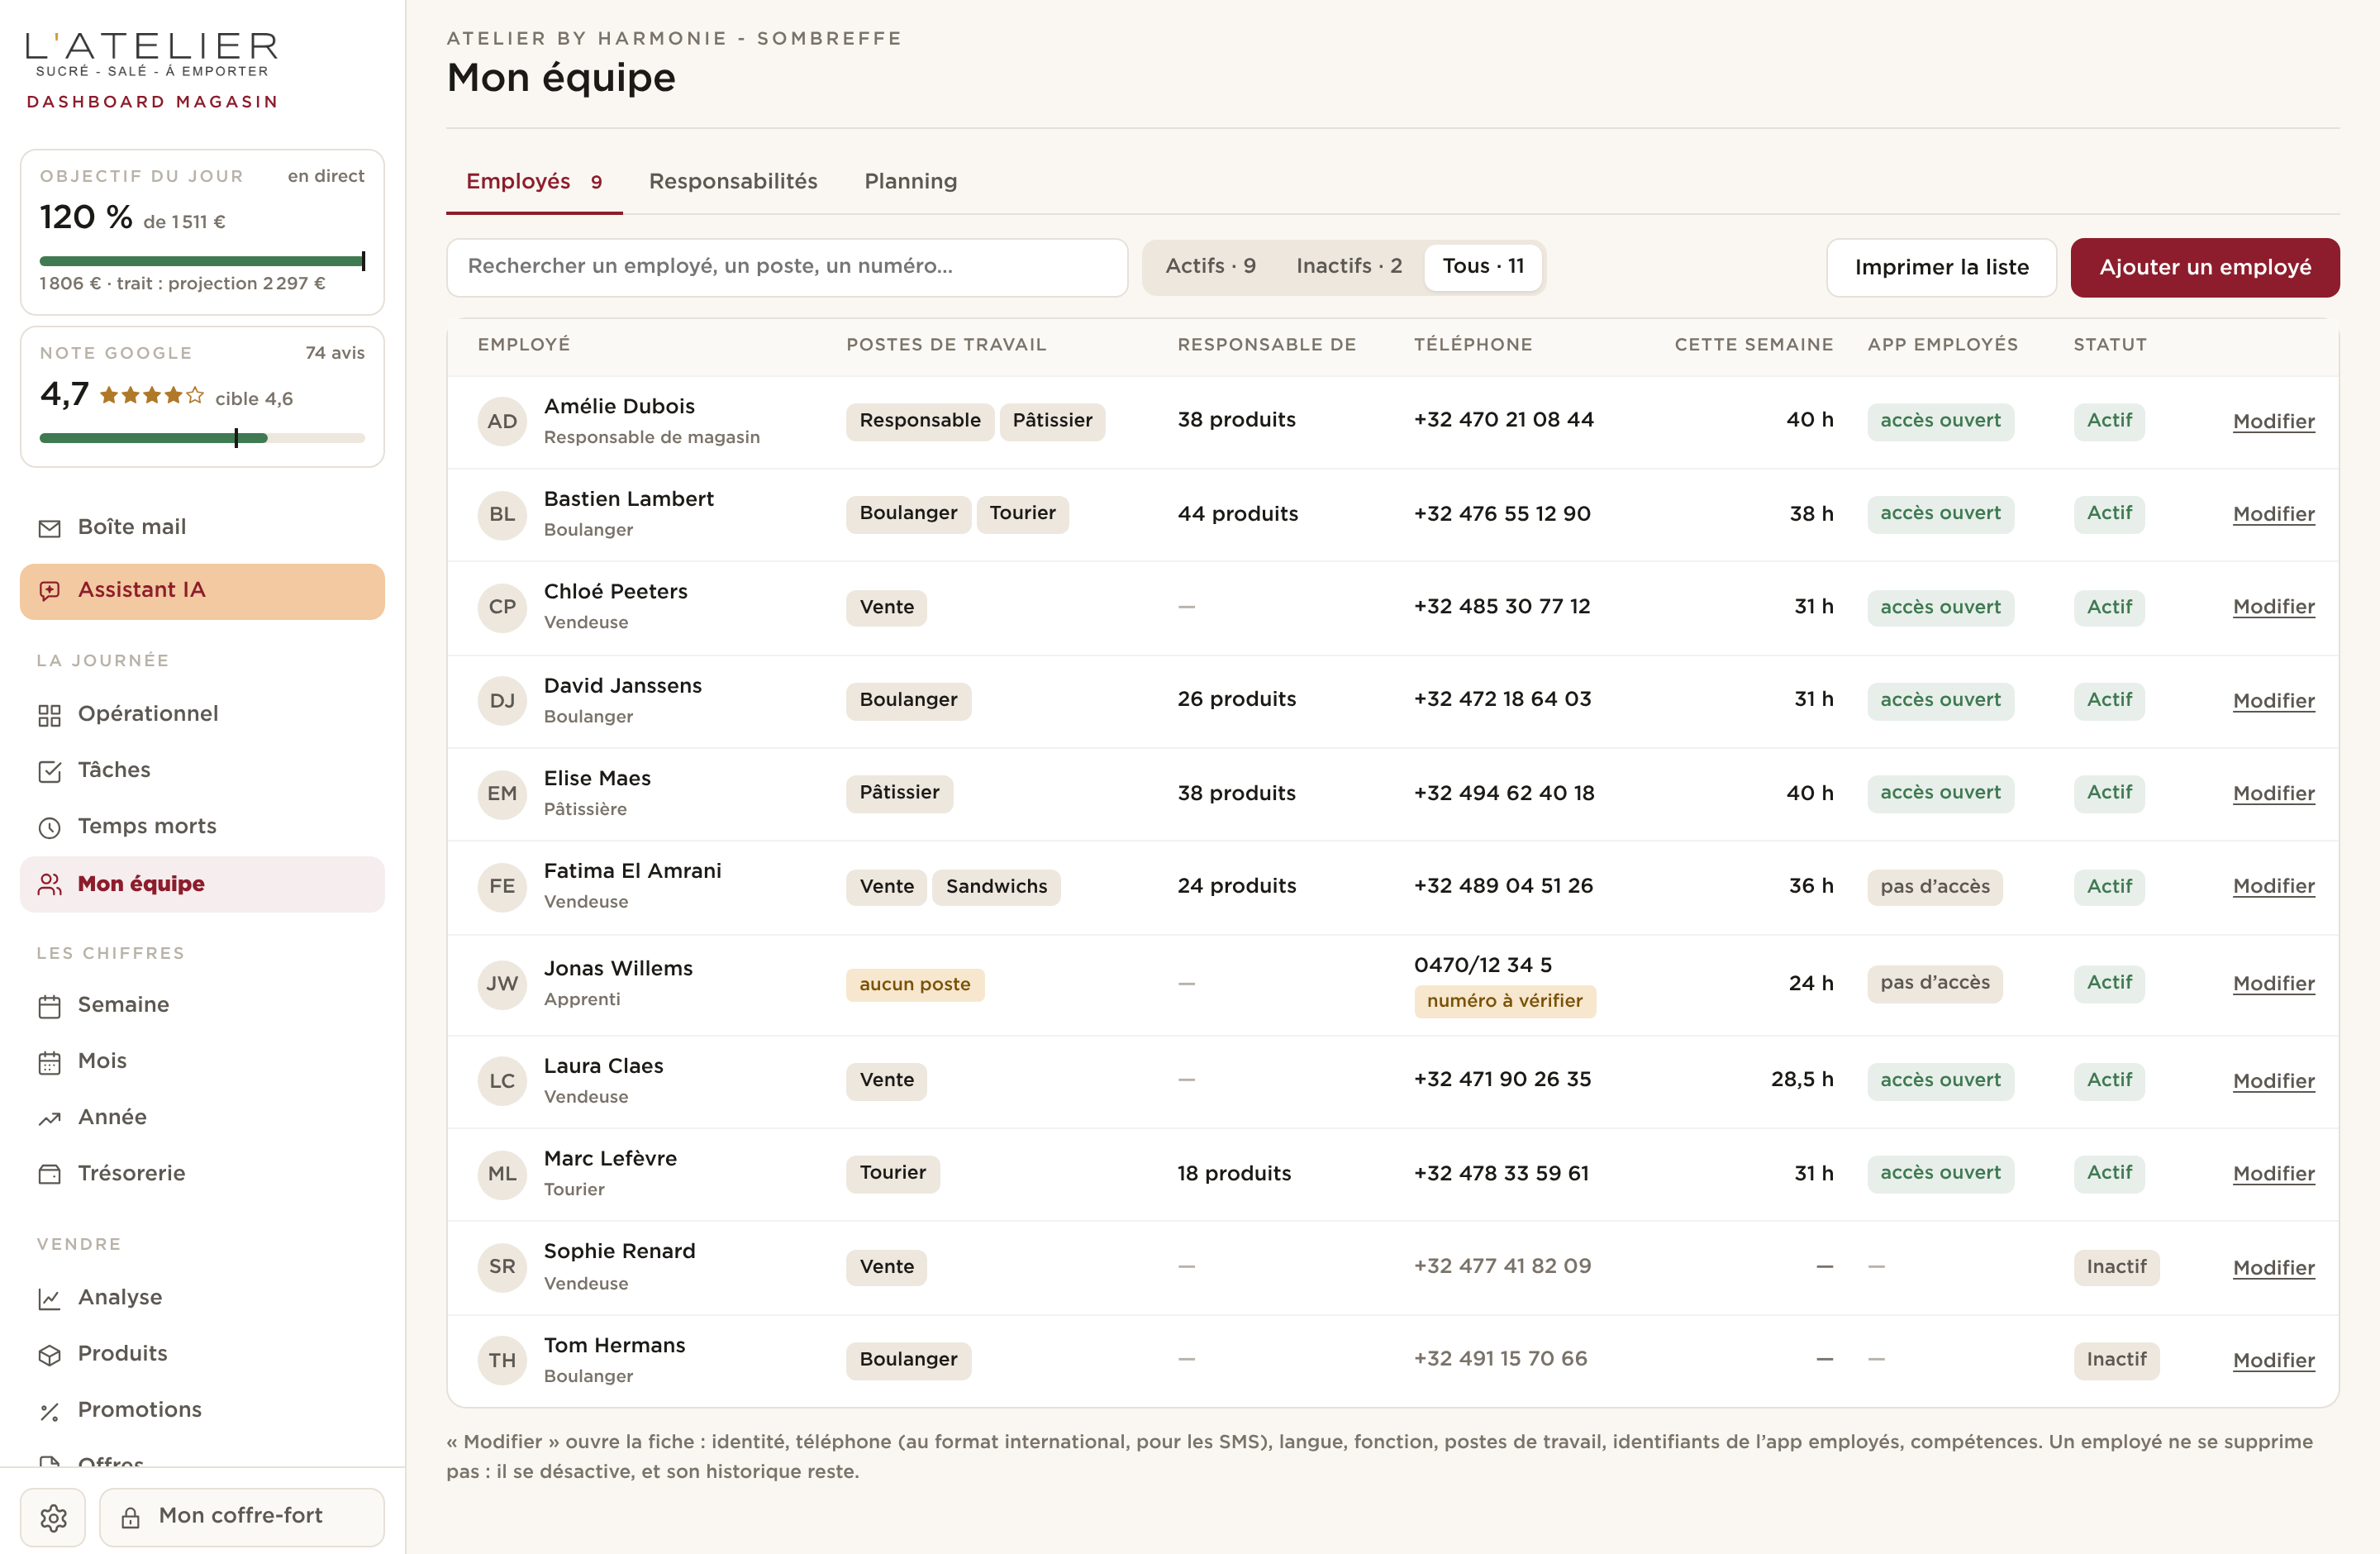 L'ATELIER
SUCRÉ - SALÉ - Á EMPORTER
DASHBOARD MAGASIN
OBJECTIF DU JOUR en direct
120 % de 1 511 €
1 806 € · trait : projection 2 297 €
NOTE GOOGLE 74 avis
4,7 ★★★★☆ cible 4,6
Boîte mail
Assistant IA
LA JOURNÉE
Opérationnel
Tâches
Temps morts
Mon équipe
LES CHIFFRES
Semaine
Mois
Année
Trésorerie
VENDRE
Analyse
Produits
Promotions
Offres
Mon coffre-fort
ATELIER BY HARMONIE - SOMBREFFE
Mon équipe
Employés 9 Responsabilités Planning
Rechercher un employé, un poste, un numéro... Actifs · 9 Inactifs · 2 Tous · 11 Imprimer la liste Ajouter un employé
EMPLOYÉ POSTES DE TRAVAIL RESPONSABLE DE TÉLÉPHONE CETTE SEMAINE APP EMPLOYÉS STATUT
AD Amélie Dubois Responsable Pâtissier 38 produits +32 470 21 08 44 40 h accès ouvert Actif Modifier
Responsable de magasin
BL Bastien Lambert Boulanger Tourier 44 produits +32 476 55 12 90 38 h accès ouvert Actif Modifier
Boulanger
CP Chloé Peeters Vente — +32 485 30 77 12 31 h accès ouvert Actif Modifier
Vendeuse
DJ David Janssens Boulanger 26 produits +32 472 18 64 03 31 h accès ouvert Actif Modifier
Boulanger
EM Elise Maes Pâtissier 38 produits +32 494 62 40 18 40 h accès ouvert Actif Modifier
Pâtissière
FE Fatima El Amrani Vente Sandwichs 24 produits +32 489 04 51 26 36 h pas d’accès Actif Modifier
Vendeuse
JW Jonas Willems aucun poste — 0470/12 34 5 24 h pas d’accès Actif Modifier
Apprenti numéro à vérifier
LC Laura Claes Vente — +32 471 90 26 35 28,5 h accès ouvert Actif Modifier
Vendeuse
ML Marc Lefèvre Tourier 18 produits +32 478 33 59 61 31 h accès ouvert Actif Modifier
Tourier
SR Sophie Renard Vente — +32 477 41 82 09 — — Inactif Modifier
Vendeuse
TH Tom Hermans Boulanger — +32 491 15 70 66 — — Inactif Modifier
Boulanger
« Modifier » ouvre la fiche : identité, téléphone (au format international, pour les SMS), langue, fonction, postes de travail, identifiants de l’app employés, compétences. Un employé ne se supprime
pas : il se désactive, et son historique reste.